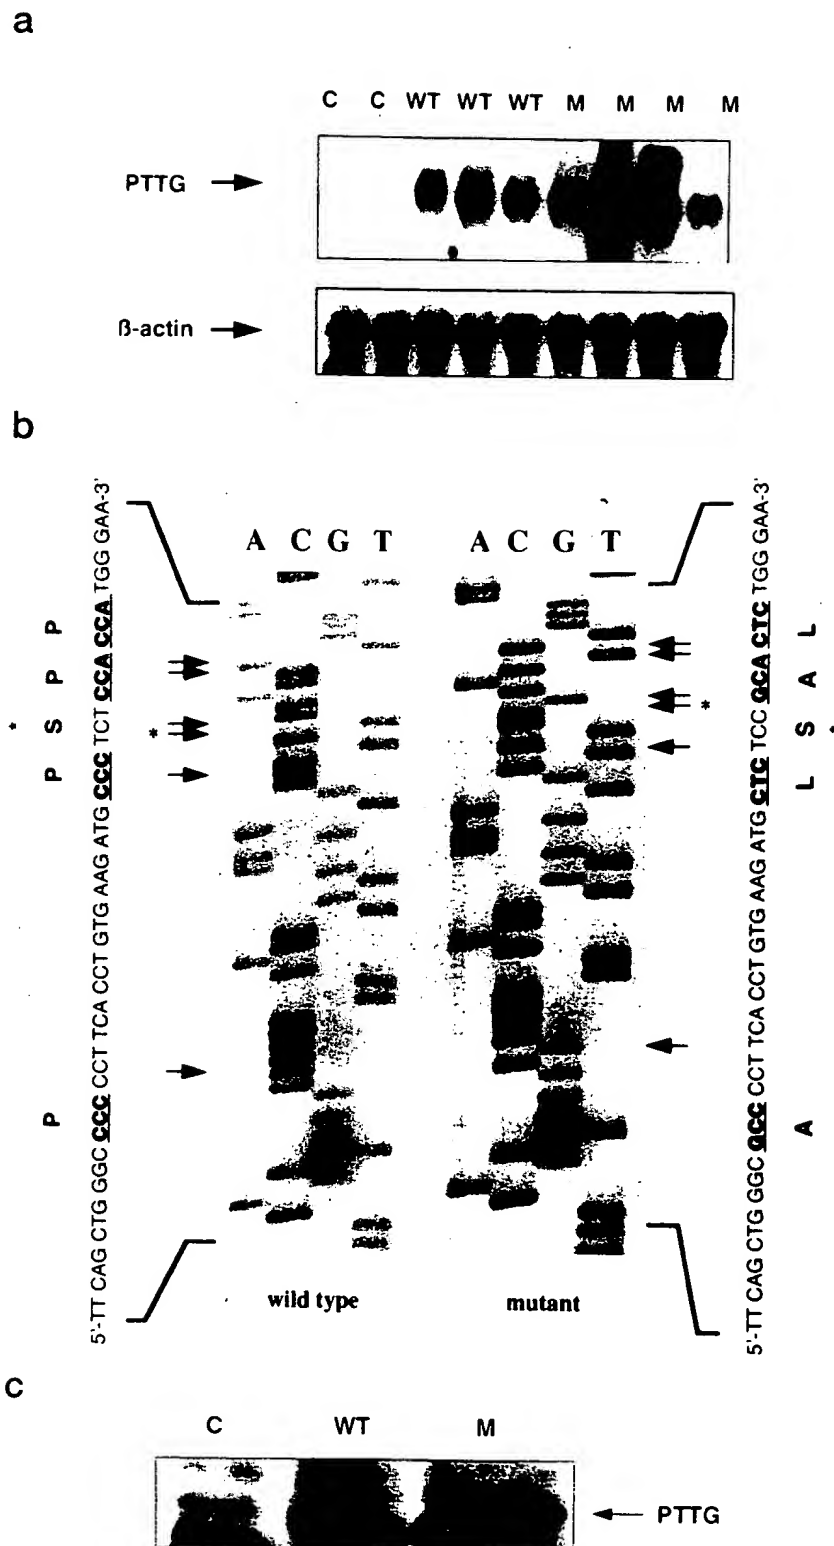 a
C C WT WT WT M M M M
PTTG
ß-actin
b
5'-TT CAG CTG GGC CCC CCT TCA CCT GTG AAG ATG CCC TCT CCA CCA TGG GAA-3'
P P S P P
*
A C G T
*
wild type
A C G T
*
mutant
5'-TT CAG CTG GGC GCC CCT TCA CCT GTG AAG ATG CTC TCC GCA CTC TGG GAA-3'
A L S A L
*
c
C WT M
PTTG